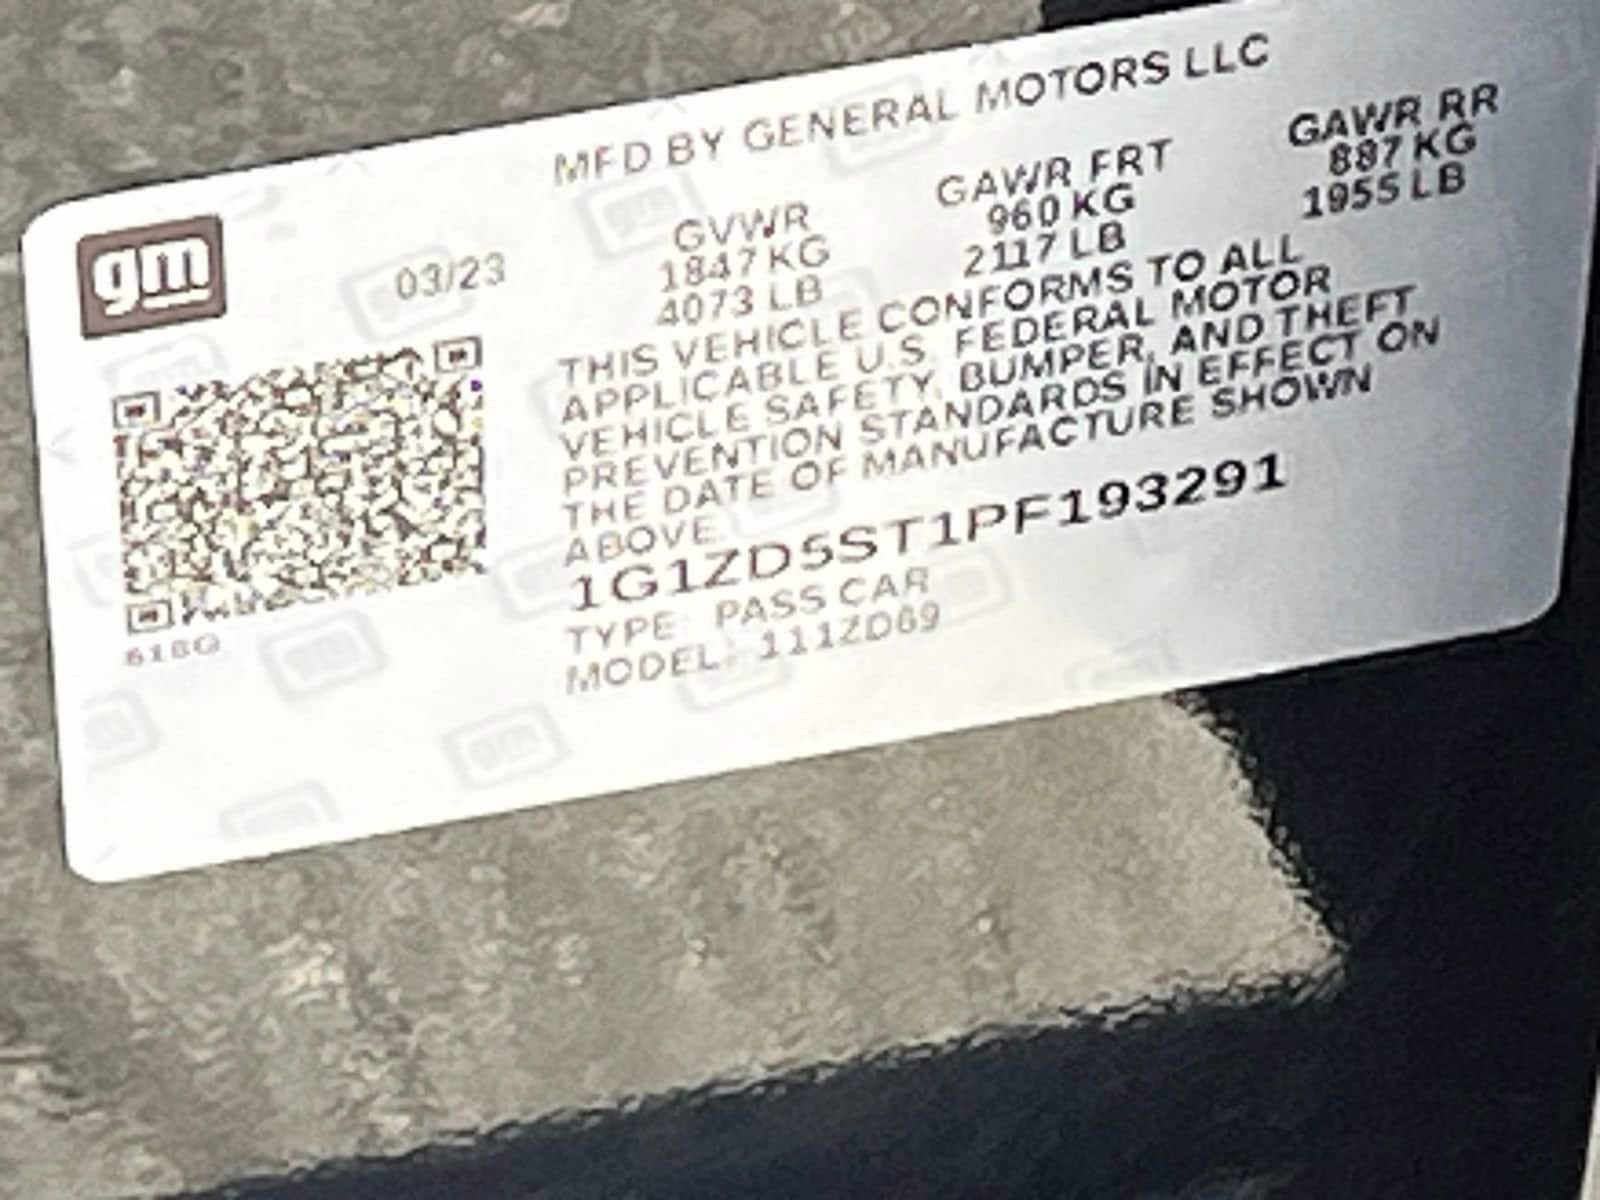 MFD BY GENERAL MOTORS LLC
gm
03/23
GVWR
1847 KG
4073 LB
GAWR FRT
960 KG
2117 LB
GAWR RR
887 KG
1955 LB
THIS VEHICLE CONFORMS TO ALL
APPLICABLE U.S. FEDERAL MOTOR
VEHICLE SAFETY, BUMPER, AND THEFT
PREVENTION STANDARDS IN EFFECT ON
THE DATE OF MANUFACTURE SHOWN
ABOVE.
1G1ZD5ST1PF193291
TYPE: PASS CAR
MODEL: 111ZD69